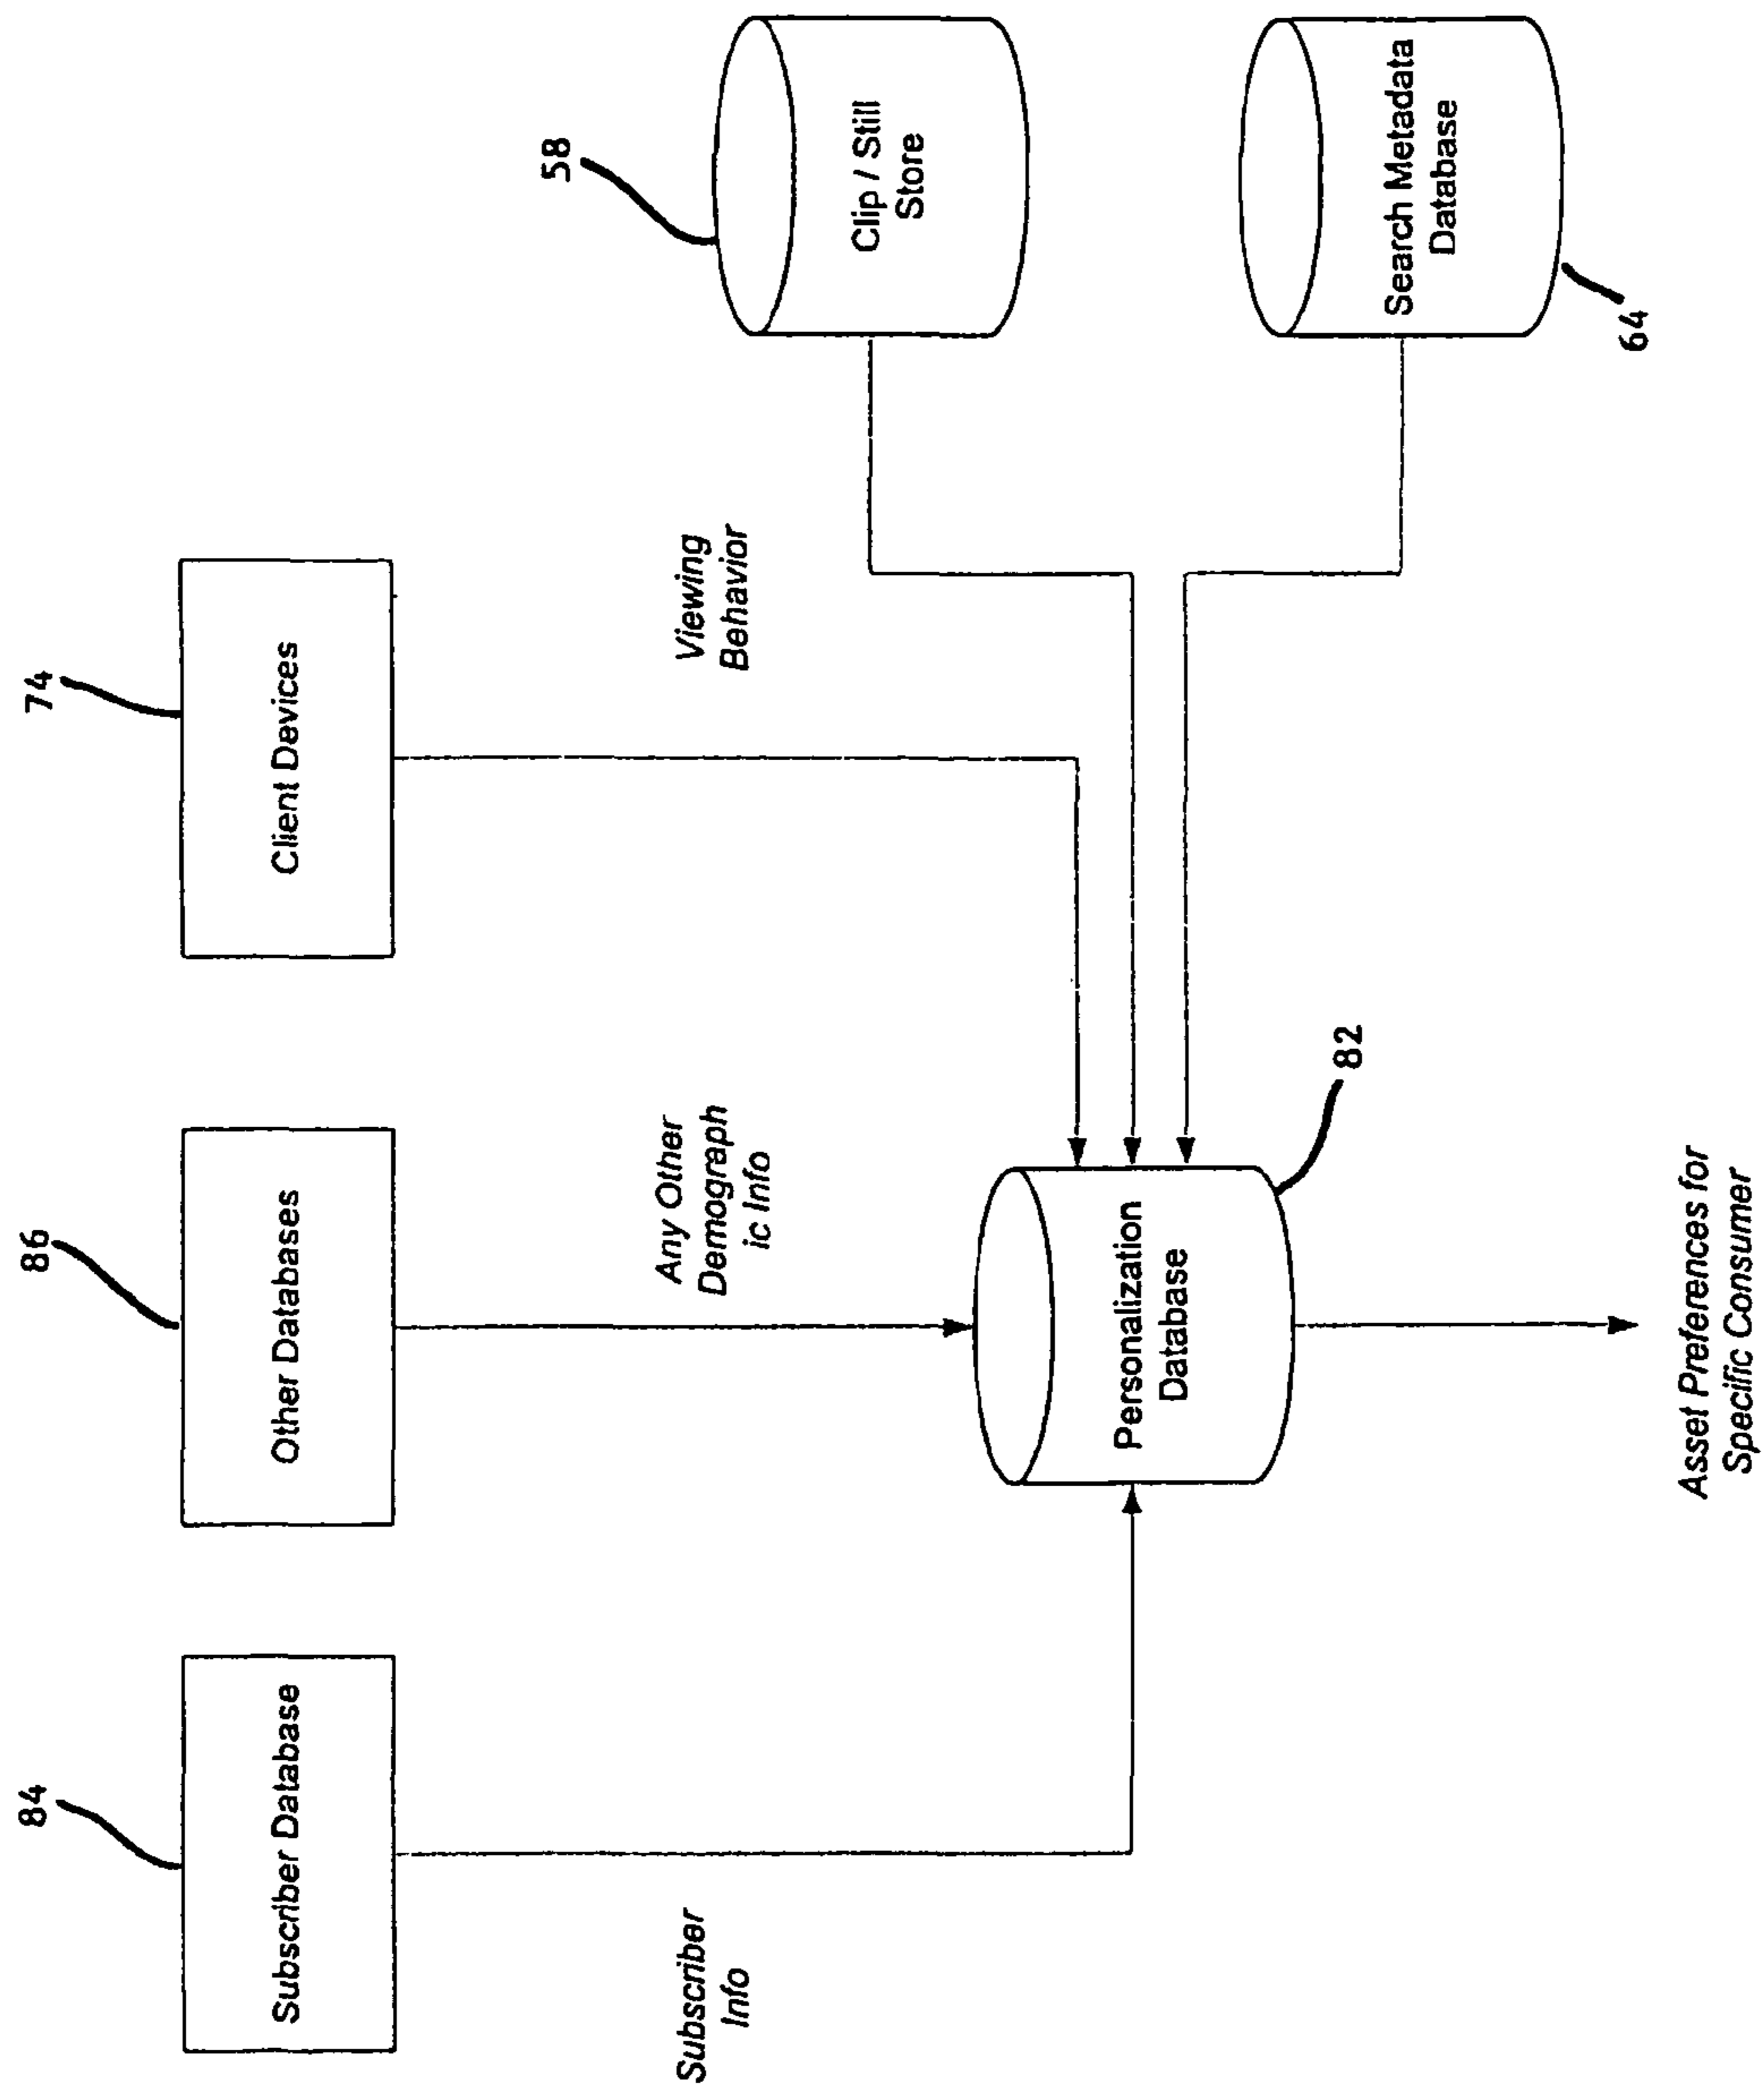 84
86
74
Subscriber Database
Other Databases
Client Devices
58
Subscriber
Info
Any Other
Demograph
ic Info
Viewing
Behavior
Clip / Still
Store
82
Personalization
Database
Search Metadata
Database
64
Asset Preferences for
Specific Consumer